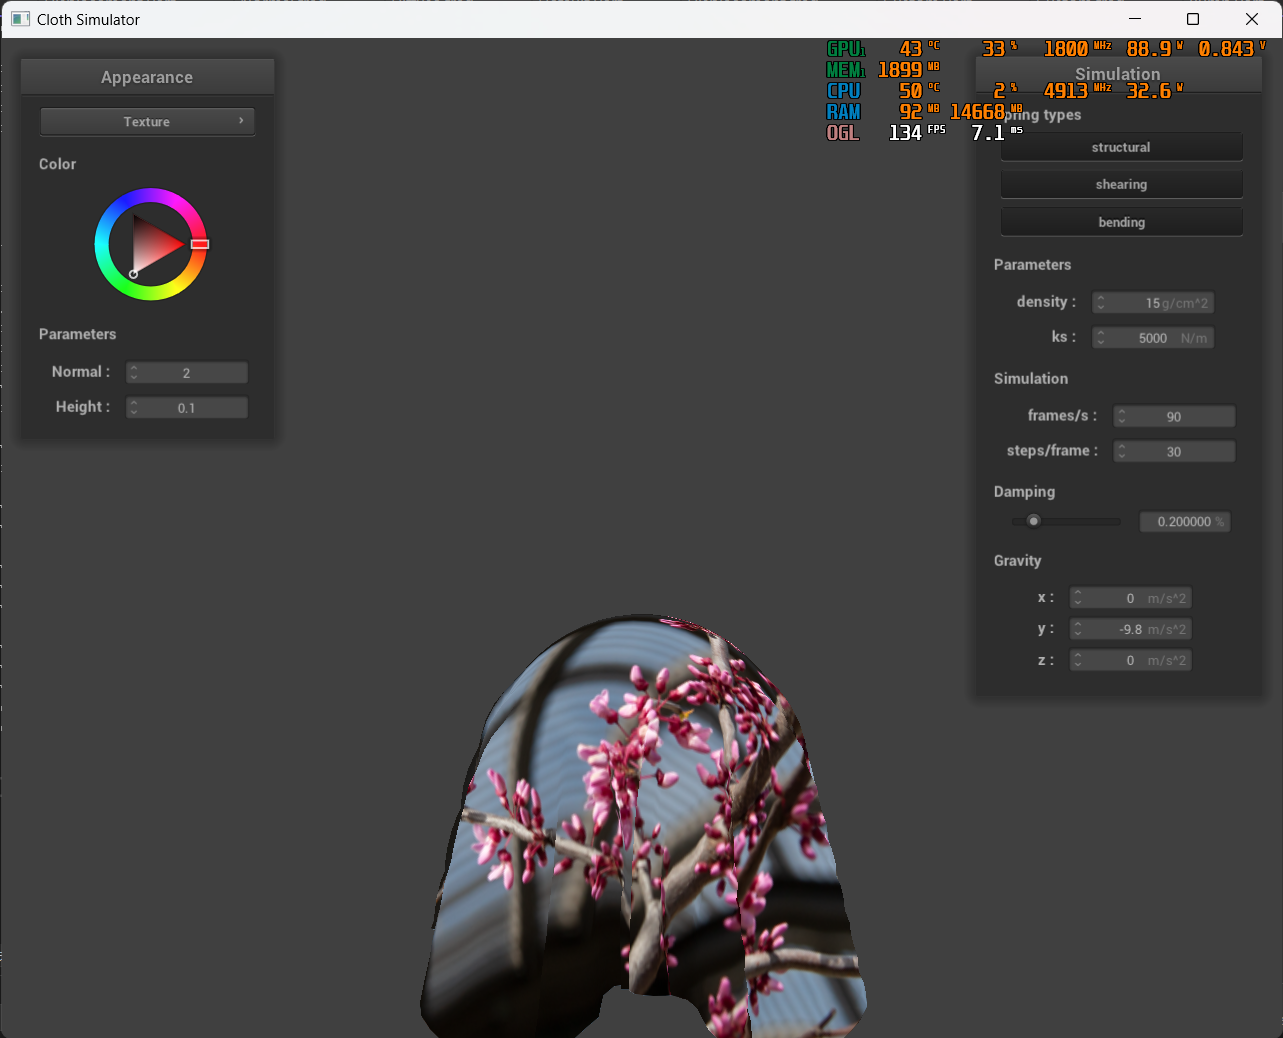 Cloth Simulator
GPU1 43 °C 33 % 1800 MHz 88.9 W 0.843 V
MEM1 1899 MB
CPU 50 °C 2 % 4913 MHz 32.6 W
RAM 92 MB 14668 MB
OGL 134 FPS 7.1 ms
Appearance
Texture
Color
Parameters
Normal : 2
Height : 0.1
Simulation
pring types
structural
shearing
bending
Parameters
density : 15 g/cm^2
ks : 5000 N/m
Simulation
frames/s : 90
steps/frame : 30
Damping
0.200000 %
Gravity
x : 0 m/s^2
y : -9.8 m/s^2
z : 0 m/s^2